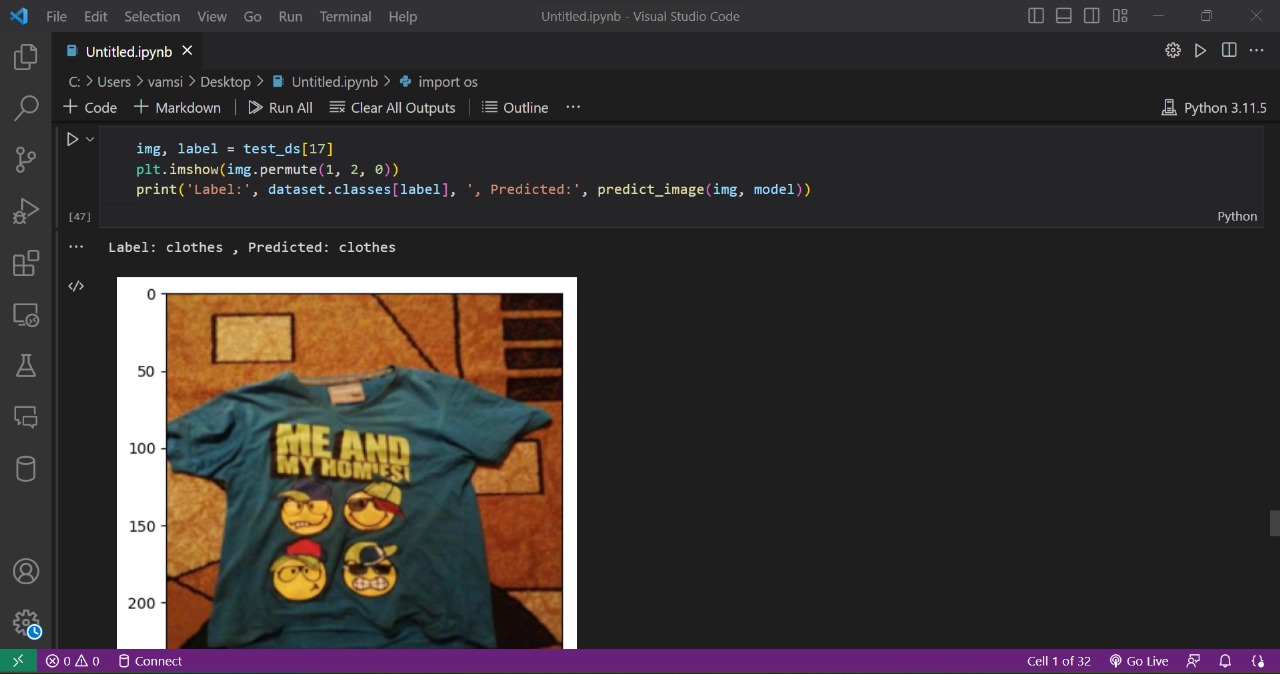 File Edit Selection View Go Run Terminal Help Untitled.ipynb - Visual Studio Code
Untitled.ipynb
C: > Users > vamsi > Desktop > Untitled.ipynb > import os
+ Code + Markdown Run All Clear All Outputs Outline ... Python 3.11.5
img, label = test_ds[17]
plt.imshow(img.permute(1, 2, 0))
print('Label:', dataset.classes[label], ', Predicted:', predict_image(img, model))
[47] Python
Label: clothes , Predicted: clothes
0
50
100
150
200
ME AND
MY HOMIES!
0 0 Connect Cell 1 of 32 Go Live